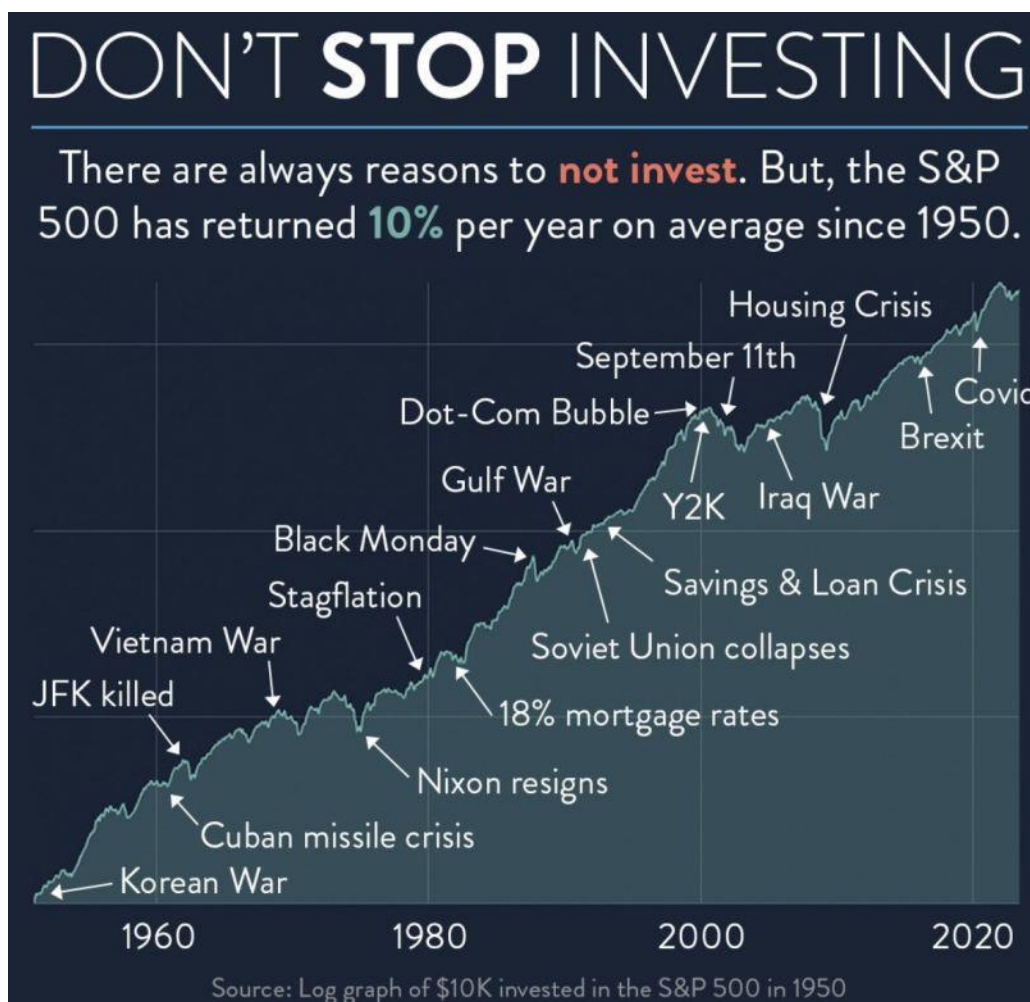 DON'T STOP INVESTING
There are always reasons to not invest. But, the S&P
500 has returned 10% per year on average since 1950.
Housing Crisis
September 11th
Dot-Com Bubble
Covid
Brexit
Gulf War
Y2K
Iraq War
Black Monday
Savings & Loan Crisis
Stagflation
Soviet Union collapses
Vietnam War
JFK killed
18% mortgage rates
Nixon resigns
Cuban missile crisis
Korean War
1960 1980 2000 2020
Source: Log graph of $10K invested in the S&P 500 in 1950